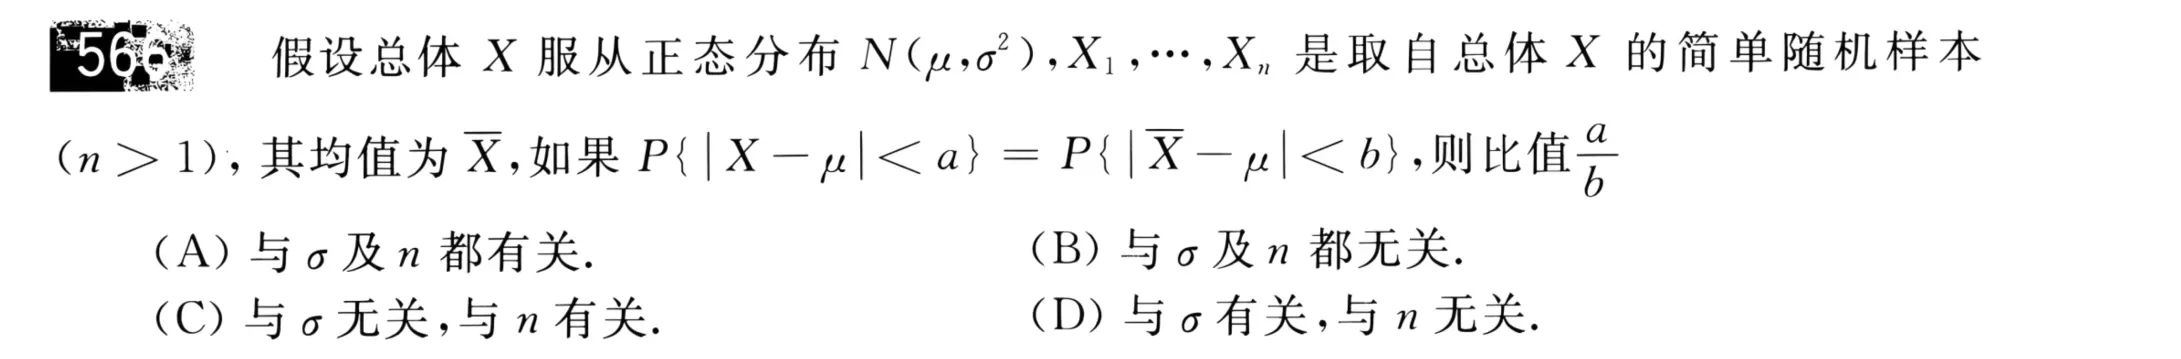 566 假设总体 X 服从正态分布 N(μ,σ²),X₁,…,Xₙ 是取自总体 X 的简单随机样本
(n > 1),其均值为 X̅,如果 P{|X − μ| < a} = P{|X̅ − μ| < b},则比值 a/b
(A) 与 σ 及 n 都有关. (B) 与 σ 及 n 都无关.
(C) 与 σ 无关,与 n 有关. (D) 与 σ 有关,与 n 无关.